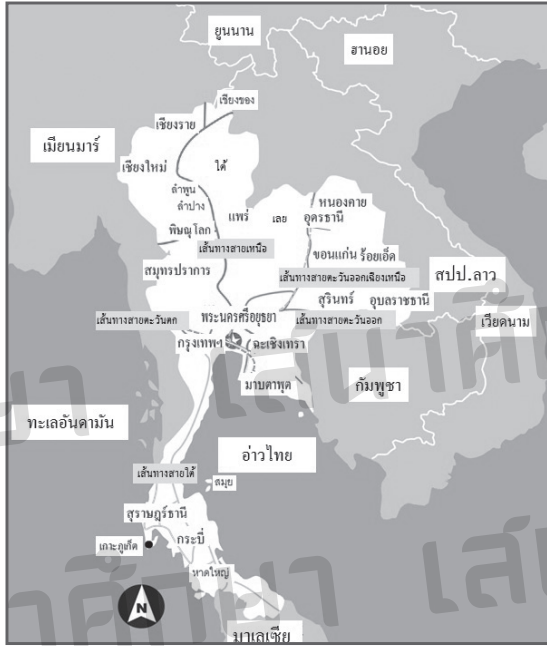 ยูนนาน
ฮานอย
เชียงของ
เชียงราย
เมียนมาร์
เชียงใหม่
ใต้
ลำพูน
ลำปาง
หนองคาย
แพร่
เลย
อุดรธานี
พิษณุโลก
เส้นทางสายเหนือ
ขอนแก่น
ร้อยเอ็ด
สมุทรปราการ
เส้นทางสายตะวันออกเฉียงเหนือ
สปป.ลาว
สุรินทร์
อุบลราชธานี
เส้นทางสายตะวันตก
พระนครศรีอยุธยา
เส้นทางสายตะวันออก
เวียดนาม
กรุงเทพฯ
ฉะเชิงเทรา
มาบตาพุด
กัมพูชา
ทะเลอันดามัน
อ่าวไทย
เส้นทางสายใต้
สมุย
สุราษฎร์ธานี
กระบี่
เกาะภูเก็ต
หาดใหญ่
N
มาเลเซีย